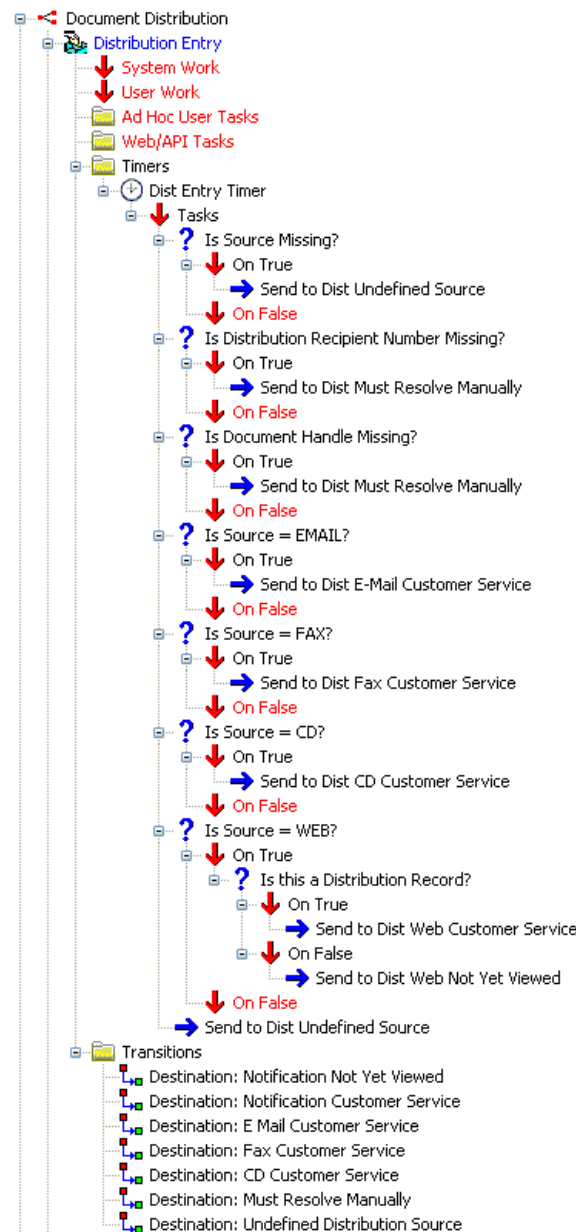 Document Distribution
Distribution Entry
System Work
User Work
Ad Hoc User Tasks
Web/API Tasks
Timers
Dist Entry Timer
Tasks
Is Source Missing?
On True
Send to Dist Undefined Source
On False
Is Distribution Recipient Number Missing?
On True
Send to Dist Must Resolve Manually
On False
Is Document Handle Missing?
On True
Send to Dist Must Resolve Manually
On False
Is Source = EMAIL?
On True
Send to Dist E-Mail Customer Service
On False
Is Source = FAX?
On True
Send to Dist Fax Customer Service
On False
Is Source = CD?
On True
Send to Dist CD Customer Service
On False
Is Source = WEB?
On True
Is this a Distribution Record?
On True
Send to Dist Web Customer Service
On False
Send to Dist Web Not Yet Viewed
On False
Send to Dist Undefined Source
Transitions
Destination: Notification Not Yet Viewed
Destination: Notification Customer Service
Destination: E Mail Customer Service
Destination: Fax Customer Service
Destination: CD Customer Service
Destination: Must Resolve Manually
Destination: Undefined Distribution Source